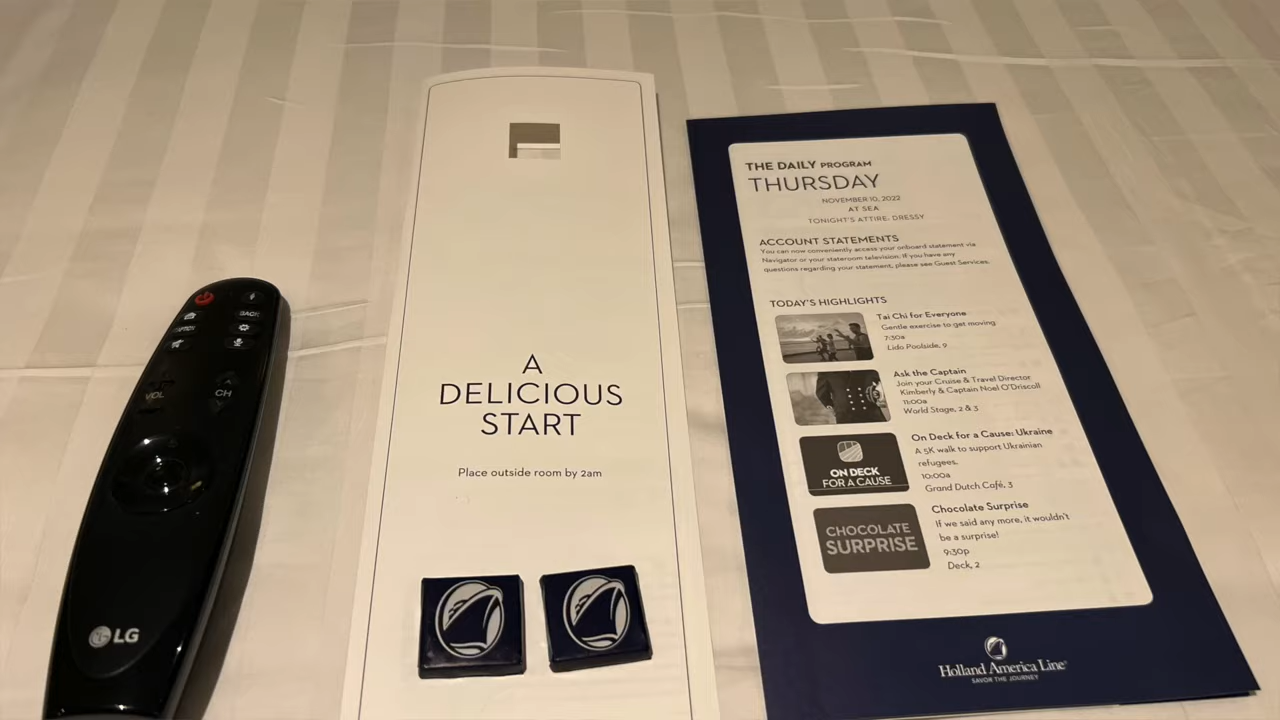 BACK
VOL
CH
LG
A
DELICIOUS
START
Place outside room by 2am
THE DAILY PROGRAM
THURSDAY
NOVEMBER 10, 2022
AT SEA
TONIGHT'S ATTIRE: DRESSY
ACCOUNT STATEMENTS
You can now conveniently access your onboard statement via
Navigator or your stateroom television. If you have any
questions regarding your statement, please see Guest Services.
TODAY'S HIGHLIGHTS
Tai Chi for Everyone
Gentle exercise to get moving
7:30a
Lido Poolside, 9
Ask the Captain
Join your Cruise & Travel Director
Kimberly & Captain Noel O'Driscoll
11:00a
World Stage, 2 & 3
ON DECK
FOR A CAUSE
On Deck for a Cause: Ukraine
A 5K walk to support Ukrainian
refugees.
10:00a
Grand Dutch Café, 3
CHOCOLATE
SURPRISE
Chocolate Surprise
If we said any more, it wouldn't
be a surprise!
9:30p
Deck, 2
Holland America Line
SAVOR THE JOURNEY